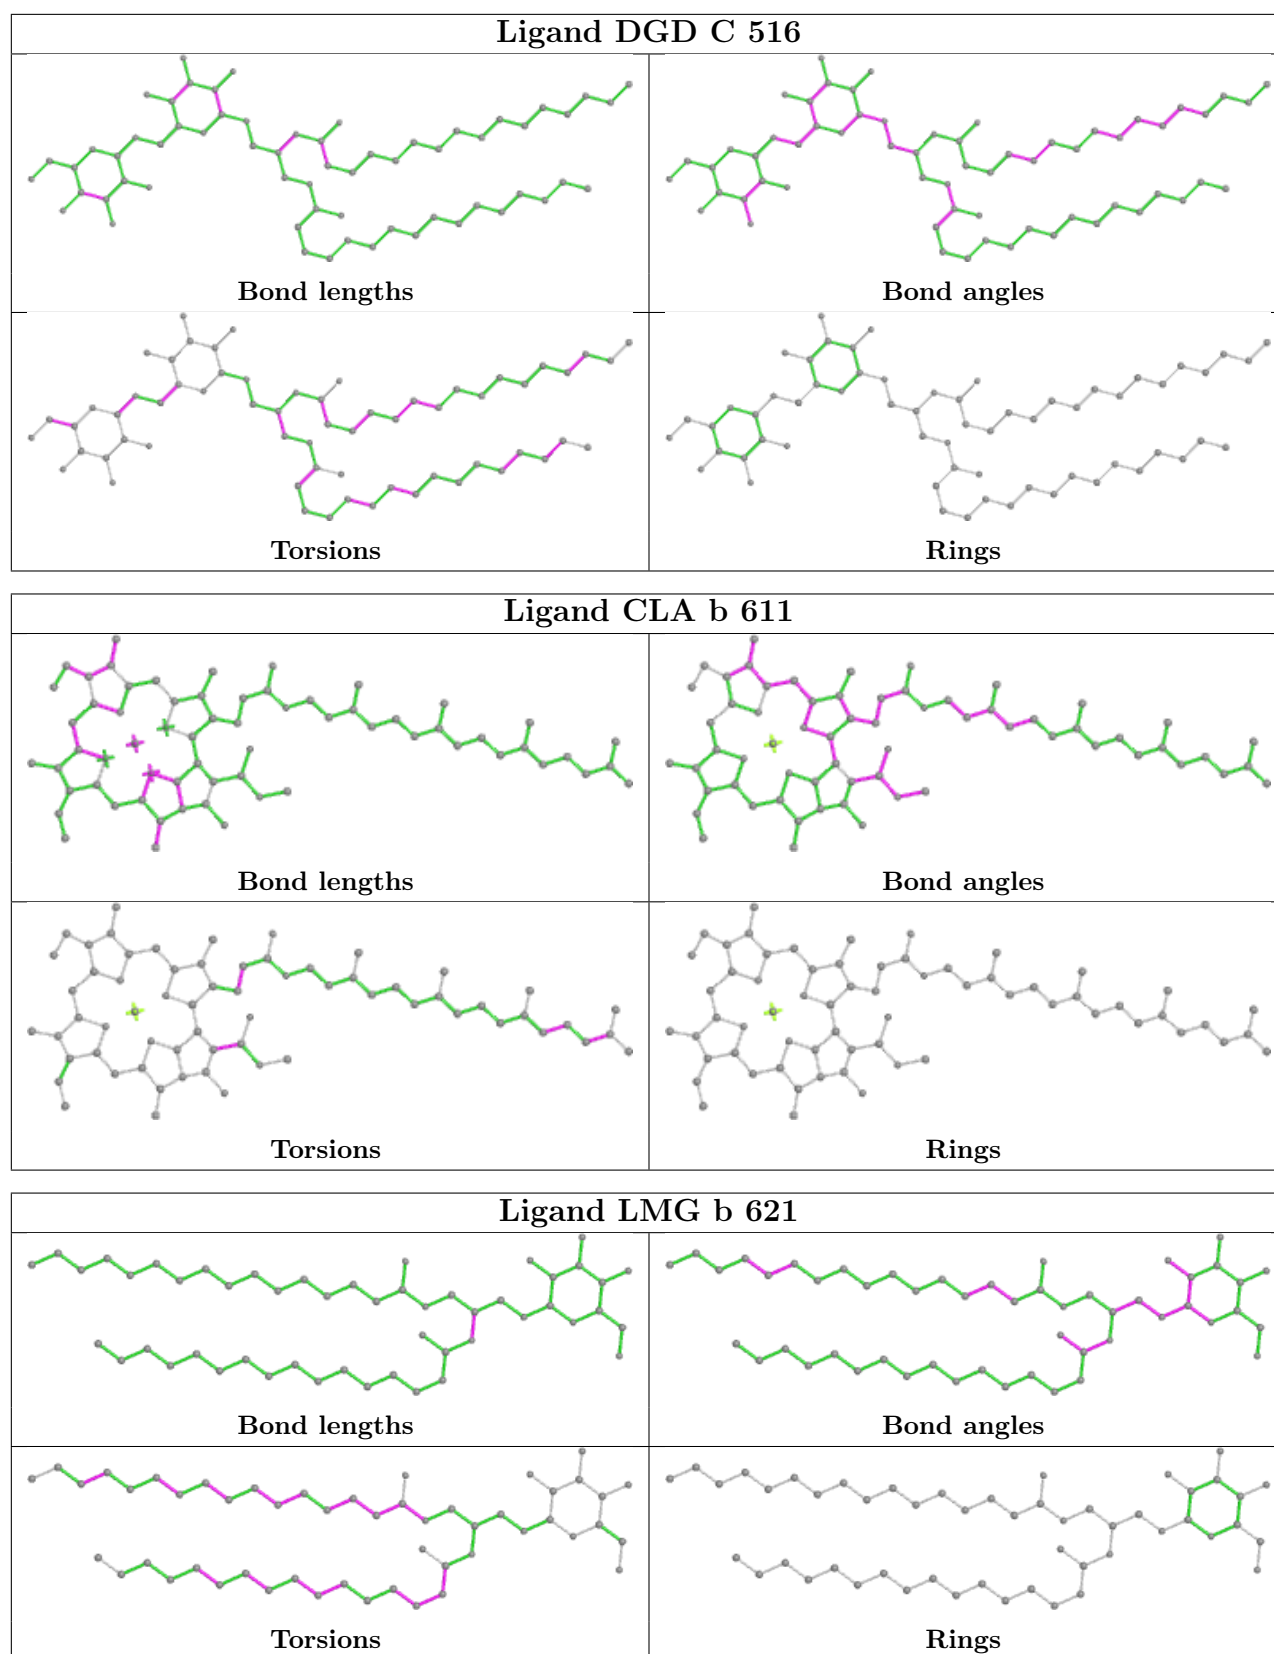 Ligand DGD C 516
Bond lengths
Bond angles
Torsions
Rings
Ligand CLA b 611
Bond lengths
Bond angles
Torsions
Rings
Ligand LMG b 621
Bond lengths
Bond angles
Torsions
Rings